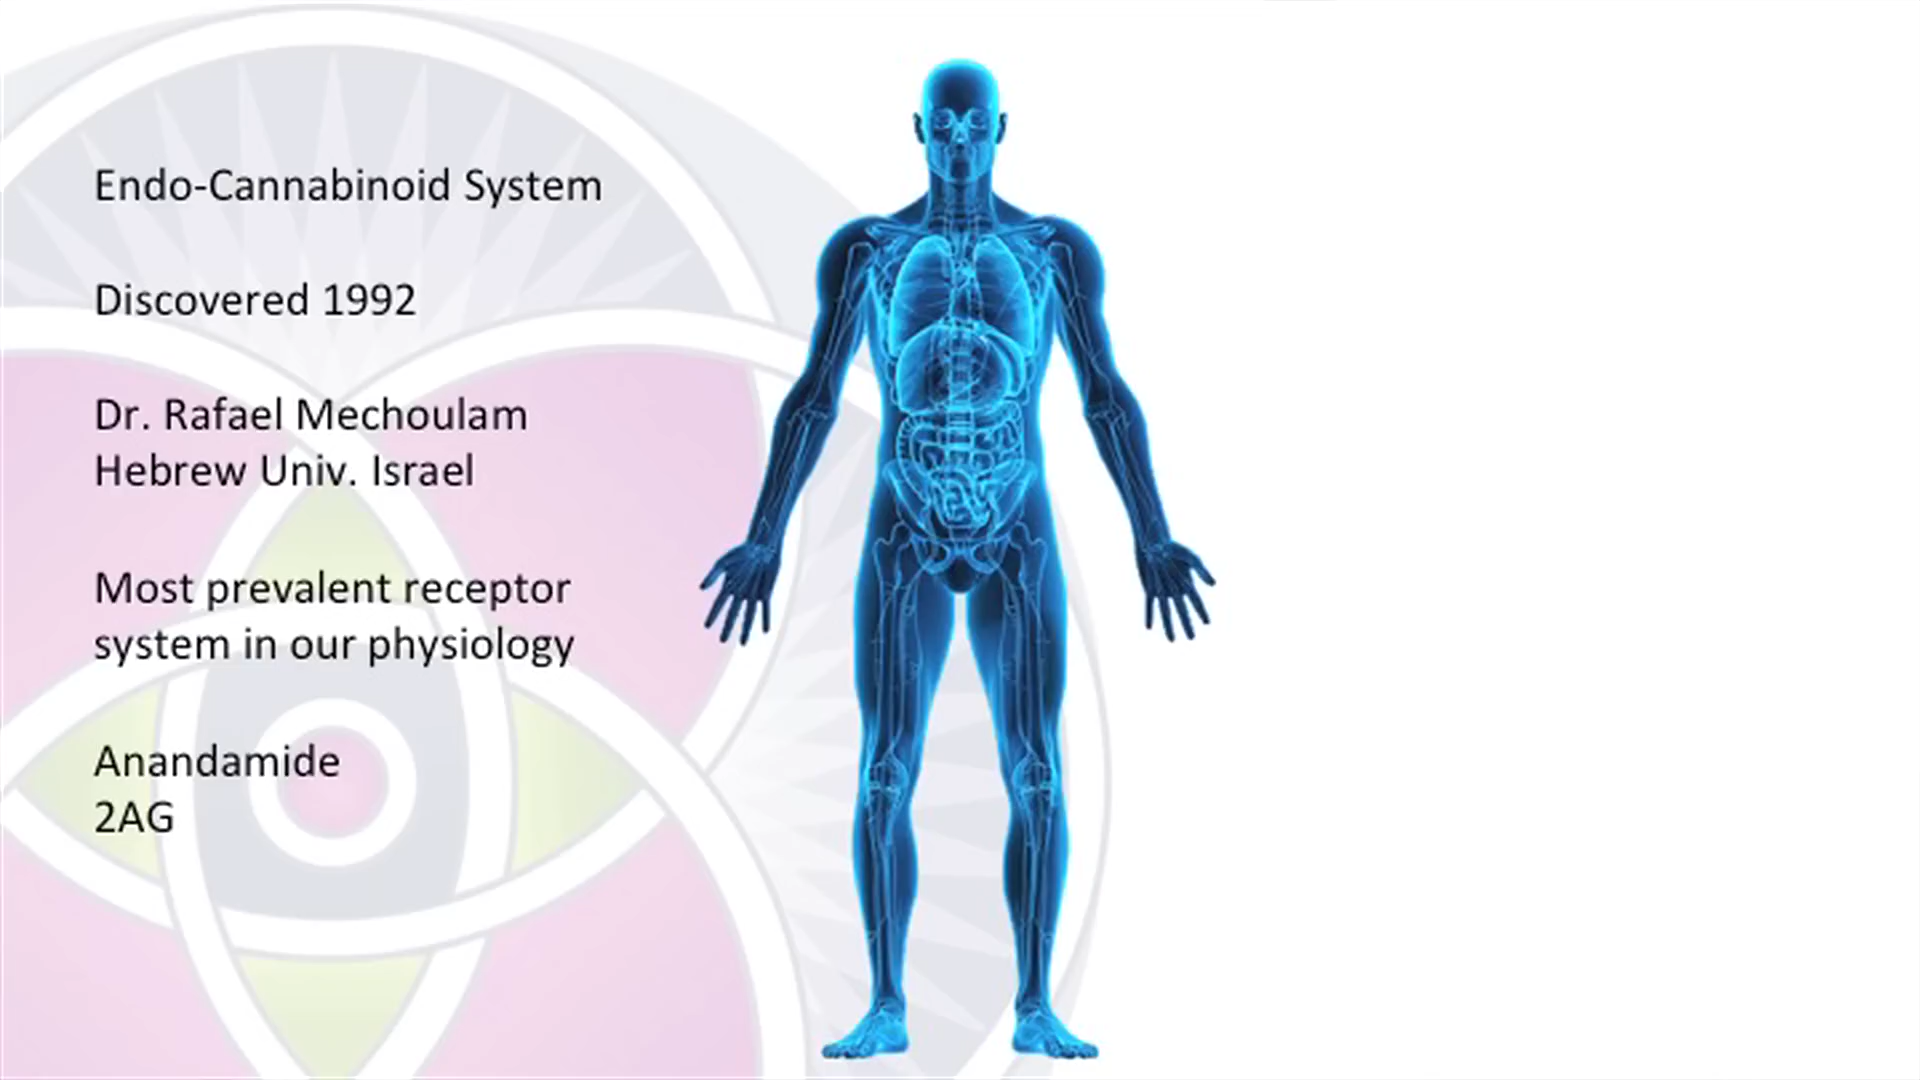 Endo-Cannabinoid System
Discovered 1992
Dr. Rafael Mechoulam
Hebrew Univ. Israel
Most prevalent receptor
system in our physiology
Anandamide
2AG